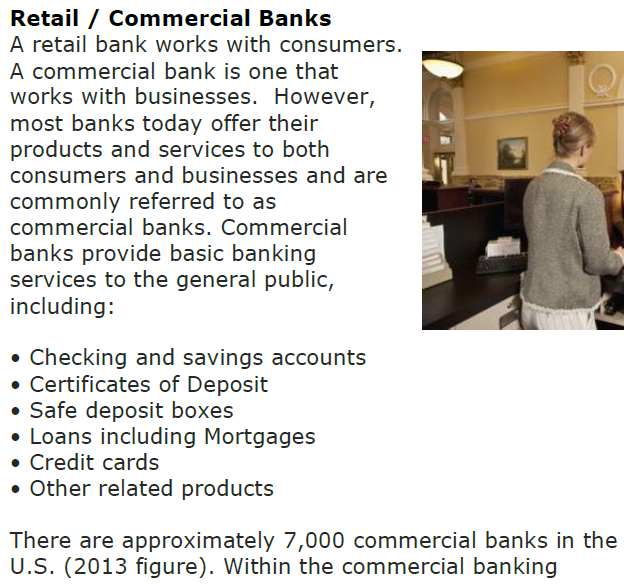 Retail / Commercial Banks
A retail bank works with consumers.
A commercial bank is one that
works with businesses.  However,
most banks today offer their
products and services to both
consumers and businesses and are
commonly referred to as
commercial banks. Commercial
banks provide basic banking
services to the general public,
including:
• Checking and savings accounts
• Certificates of Deposit
• Safe deposit boxes
• Loans including Mortgages
• Credit cards
• Other related products
There are approximately 7,000 commercial banks in the
U.S. (2013 figure). Within the commercial banking